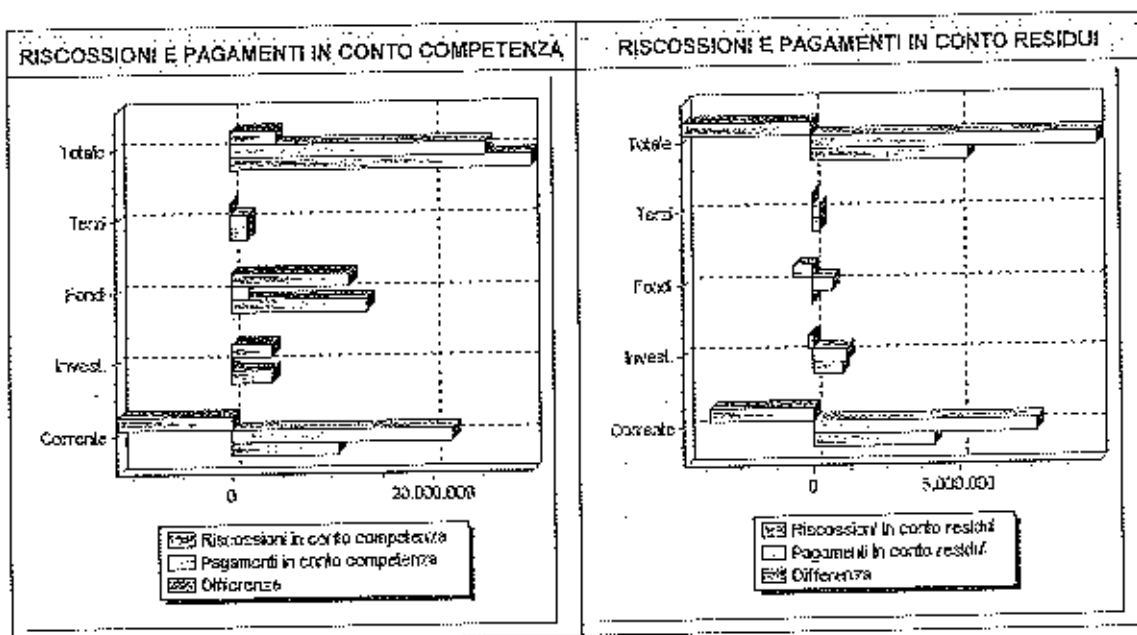 RISCOSSIONI E PAGAMENTI IN CONTO COMPETENZA
Totale
Terzi
Fondi
Invest.
Corrente
0
20.000.000
Riscossioni in conto competenza
Pagamenti in conto competenza
Differenza
RISCOSSIONI E PAGAMENTI IN CONTO RESIDUI
Totale
Terzi
Fondi
Invest.
Corrente
0
5.000.000
Riscossioni in conto residui
Pagamenti in conto residui
Differenza